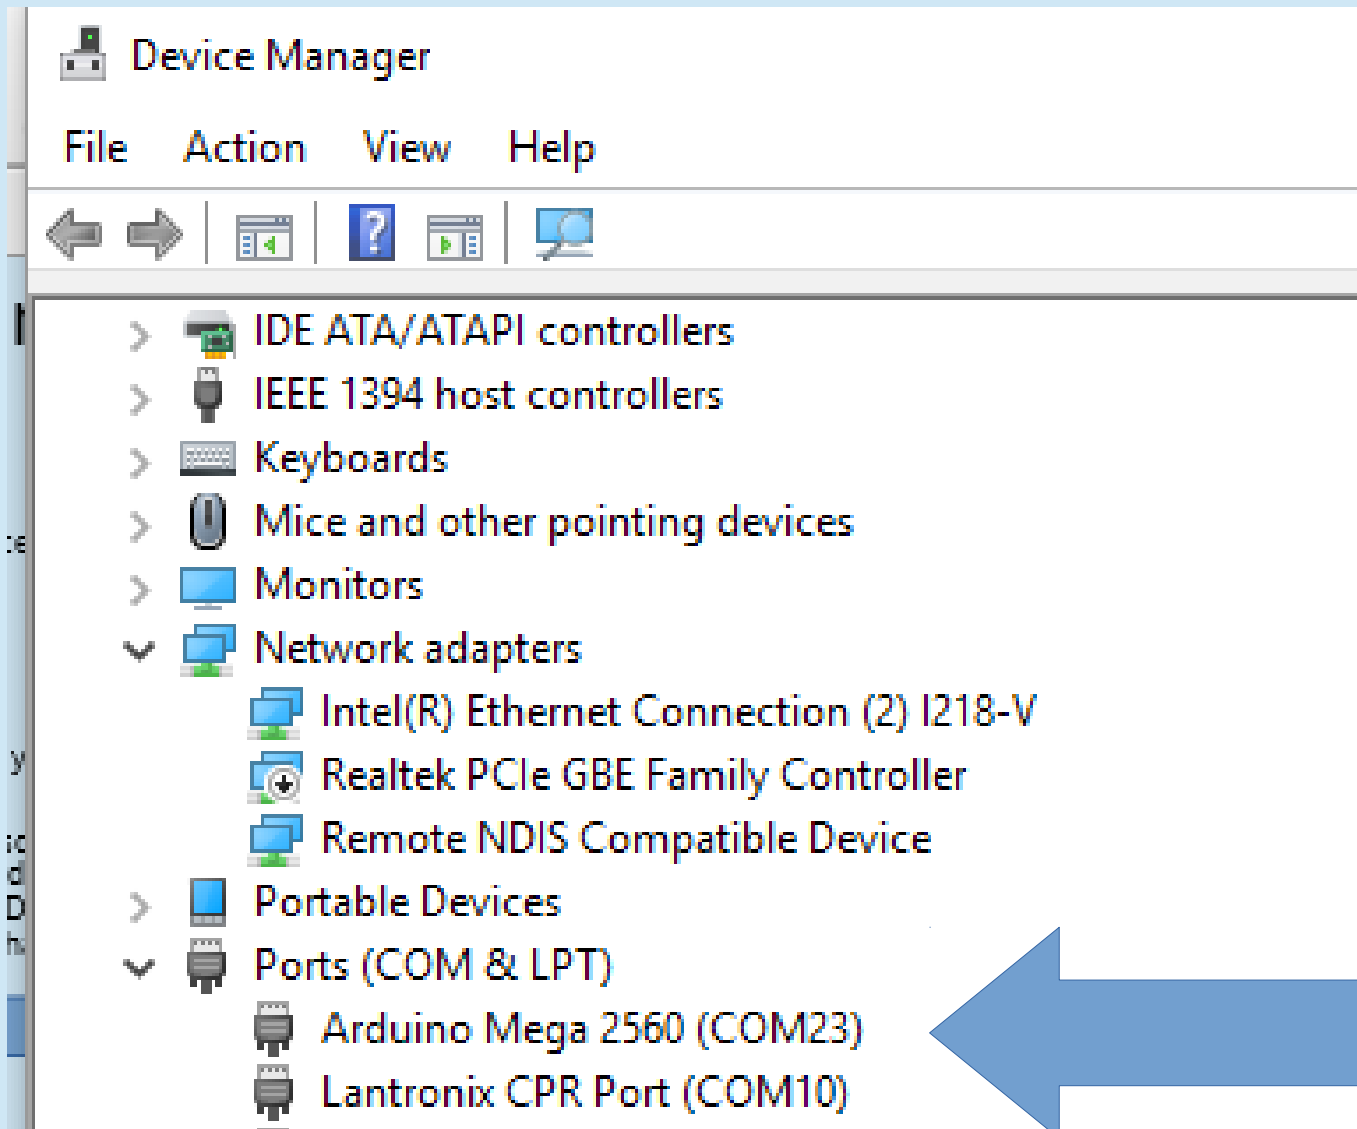 Device Manager
File Action View Help
IDE ATA/ATAPI controllers
IEEE 1394 host controllers
Keyboards
Mice and other pointing devices
Monitors
Network adapters
Intel(R) Ethernet Connection (2) I218-V
Realtek PCIe GBE Family Controller
Remote NDIS Compatible Device
Portable Devices
Ports (COM & LPT)
Arduino Mega 2560 (COM23)
Lantronix CPR Port (COM10)